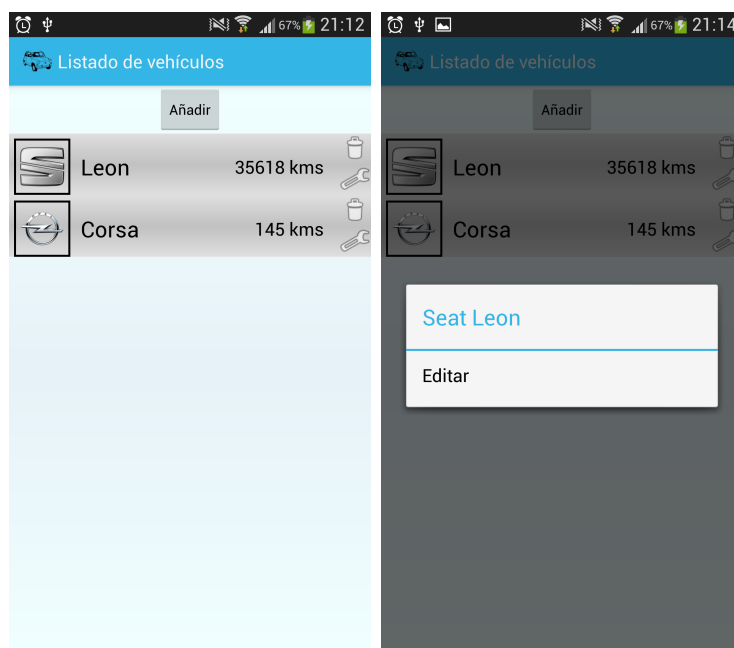 67% 21:12
Listado de vehículos
Añadir
Leon 35618 kms
Corsa 145 kms
67% 21:14
Listado de vehículos
Añadir
Leon 35618 kms
Corsa 145 kms
Seat Leon
Editar